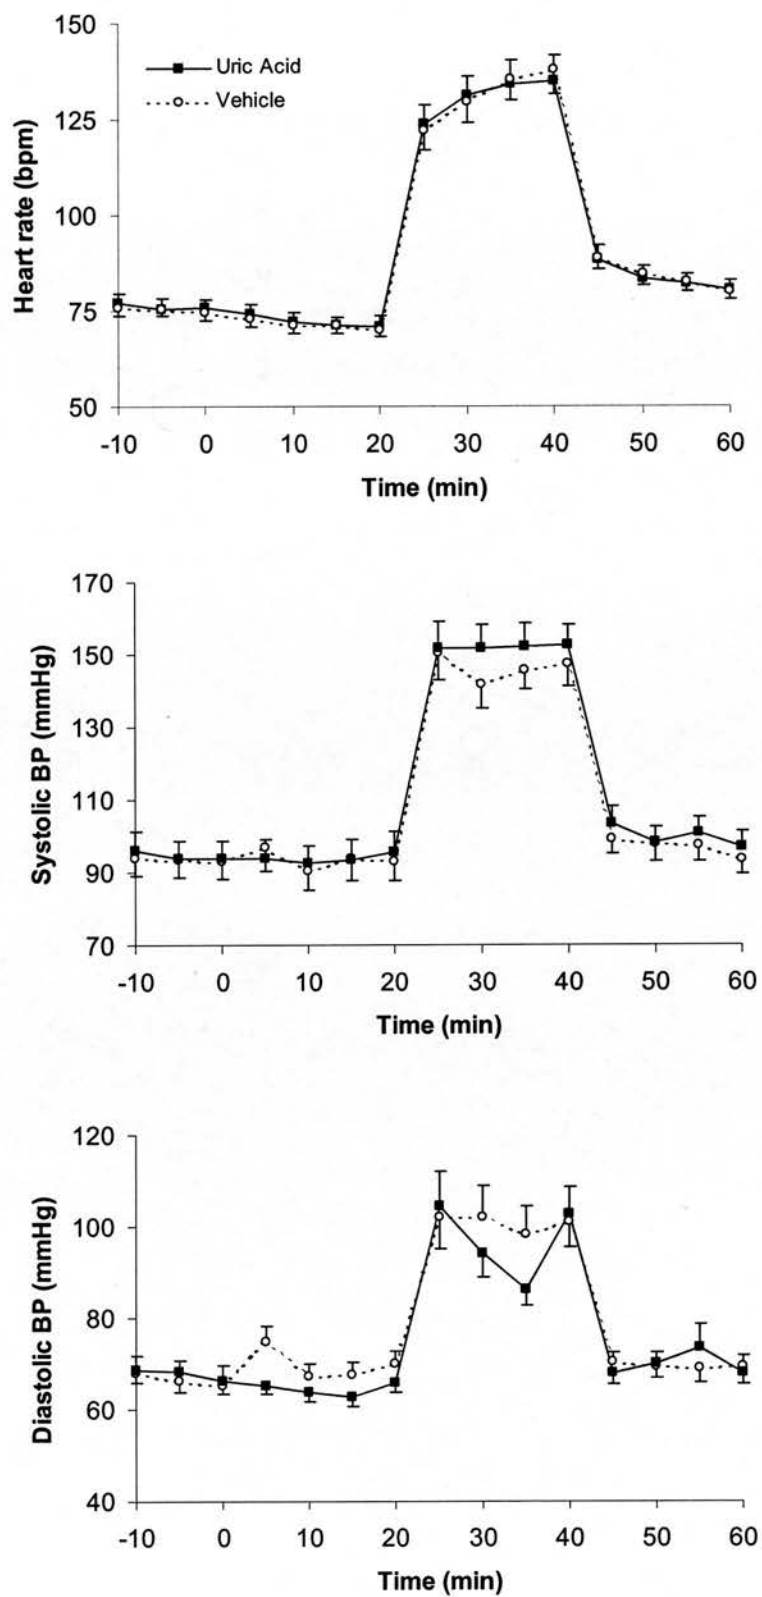 150
125
100
75
50
Heart rate (bpm)
Uric Acid
Vehicle
-10 0 10 20 30 40 50 60
Time (min)
170
150
130
110
90
70
Systolic BP (mmHg)
-10 0 10 20 30 40 50 60
Time (min)
120
100
80
60
40
Diastolic BP (mmHg)
-10 0 10 20 30 40 50 60
Time (min)